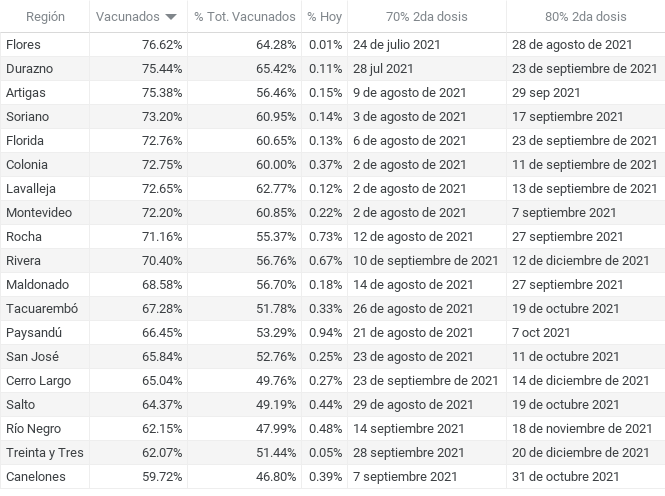 Región Vacunados % Tot. Vacunados % Hoy 70% 2da dosis 80% 2da dosis
Flores 76.62% 64.28% 0.01% 24 de julio 2021 28 de agosto de 2021
Durazno 75.44% 65.42% 0.11% 28 jul 2021 23 de septiembre de 2021
Artigas 75.38% 56.46% 0.15% 9 de agosto de 2021 29 sep 2021
Soriano 73.20% 60.95% 0.14% 3 de agosto de 2021 17 septiembre 2021
Florida 72.76% 60.65% 0.13% 6 de agosto de 2021 23 de septiembre de 2021
Colonia 72.75% 60.00% 0.37% 2 de agosto de 2021 11 de septiembre de 2021
Lavalleja 72.65% 62.77% 0.12% 2 de agosto de 2021 13 de septiembre de 2021
Montevideo 72.20% 60.85% 0.22% 2 de agosto de 2021 7 septiembre 2021
Rocha 71.16% 55.37% 0.73% 12 de agosto de 2021 27 septiembre 2021
Rivera 70.40% 56.76% 0.67% 10 de septiembre de 2021 12 de diciembre de 2021
Maldonado 68.58% 56.70% 0.18% 14 de agosto de 2021 27 septiembre 2021
Tacuarembó 67.28% 51.78% 0.33% 26 de agosto de 2021 19 de octubre 2021
Paysandú 66.45% 53.29% 0.94% 21 de agosto de 2021 7 oct 2021
San José 65.84% 52.76% 0.25% 23 de agosto de 2021 11 de octubre 2021
Cerro Largo 65.04% 49.76% 0.27% 23 de septiembre de 2021 14 de diciembre de 2021
Salto 64.37% 49.19% 0.44% 29 de agosto de 2021 19 de octubre 2021
Río Negro 62.15% 47.99% 0.48% 14 septiembre 2021 18 de noviembre de 2021
Treinta y Tres 62.07% 51.44% 0.05% 28 septiembre 2021 20 de diciembre de 2021
Canelones 59.72% 46.80% 0.39% 7 septiembre 2021 31 de octubre 2021